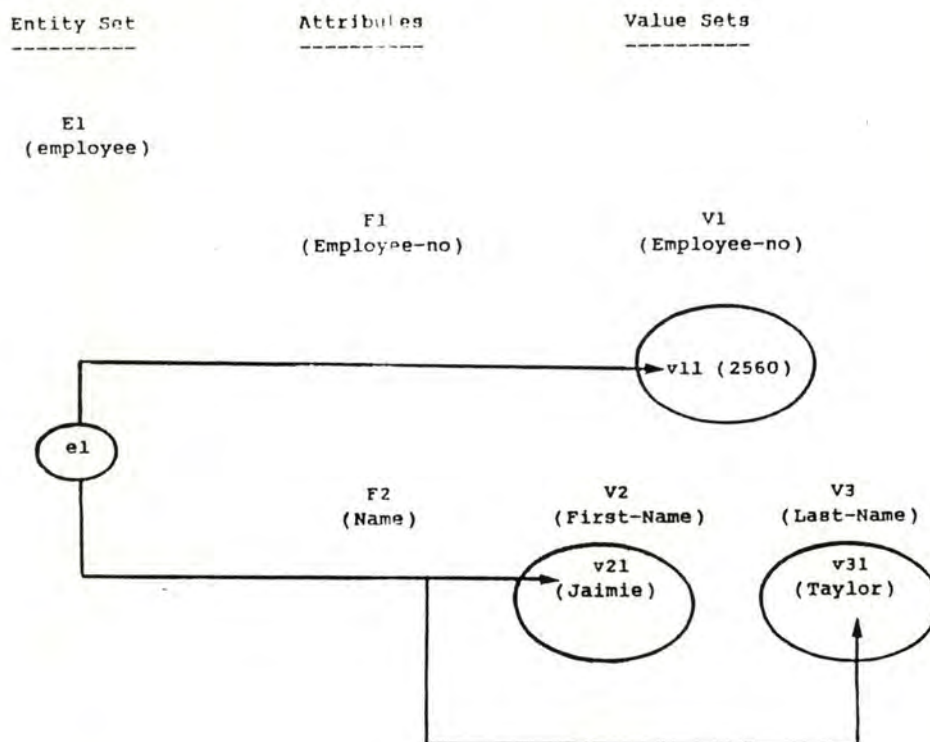 Entity Set Attributes Value Sets
---------- ---------- ----------
E1
(employee)
F1 V1
(Employee-no) (Employee-no)
v11 (2560)
e1
F2 V2 V3
(Name) (First-Name) (Last-Name)
v21 v31
(Jaimie) (Taylor)